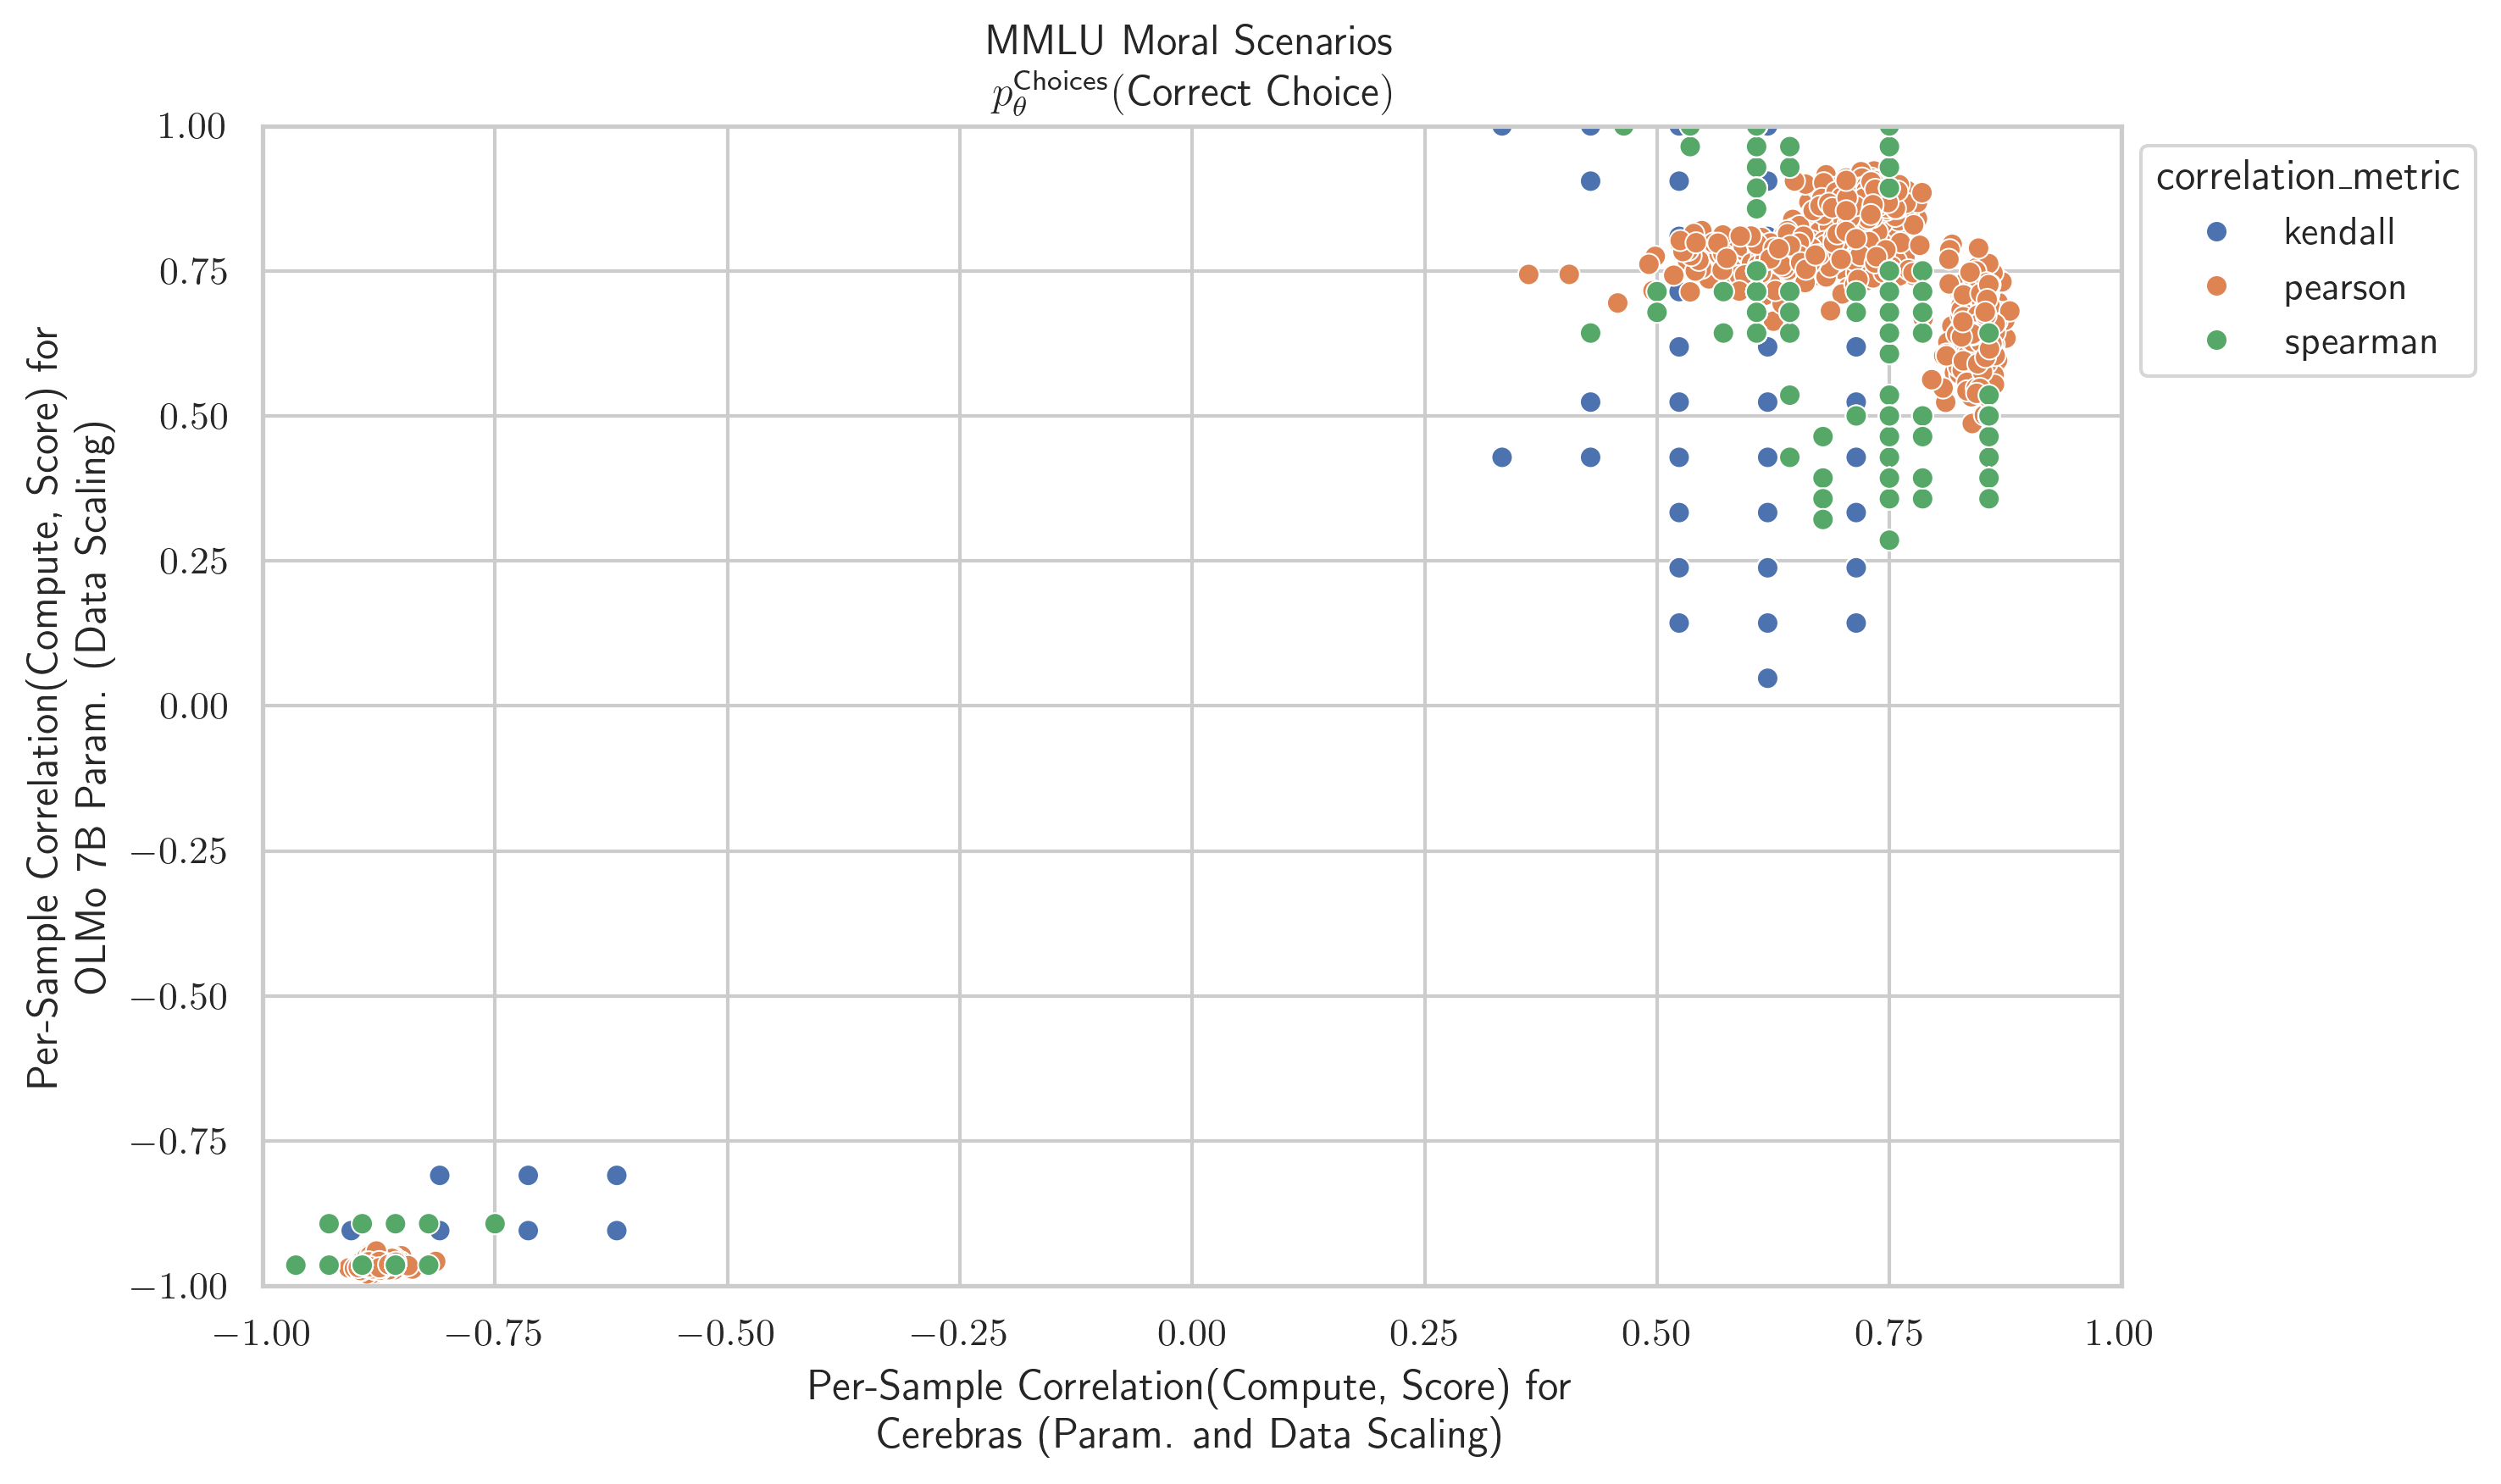 MMLU Moral Scenarios
p_θ^Choices(Correct Choice)
1.00
0.75
0.50
0.25
0.00
−0.25
−0.50
−0.75
−1.00
Per-Sample Correlation(Compute, Score) for
OLMo 7B Param. (Data Scaling)
correlation_metric
kendall
pearson
spearman
−1.00 −0.75 −0.50 −0.25 0.00 0.25 0.50 0.75 1.00
Per-Sample Correlation(Compute, Score) for
Cerebras (Param. and Data Scaling)